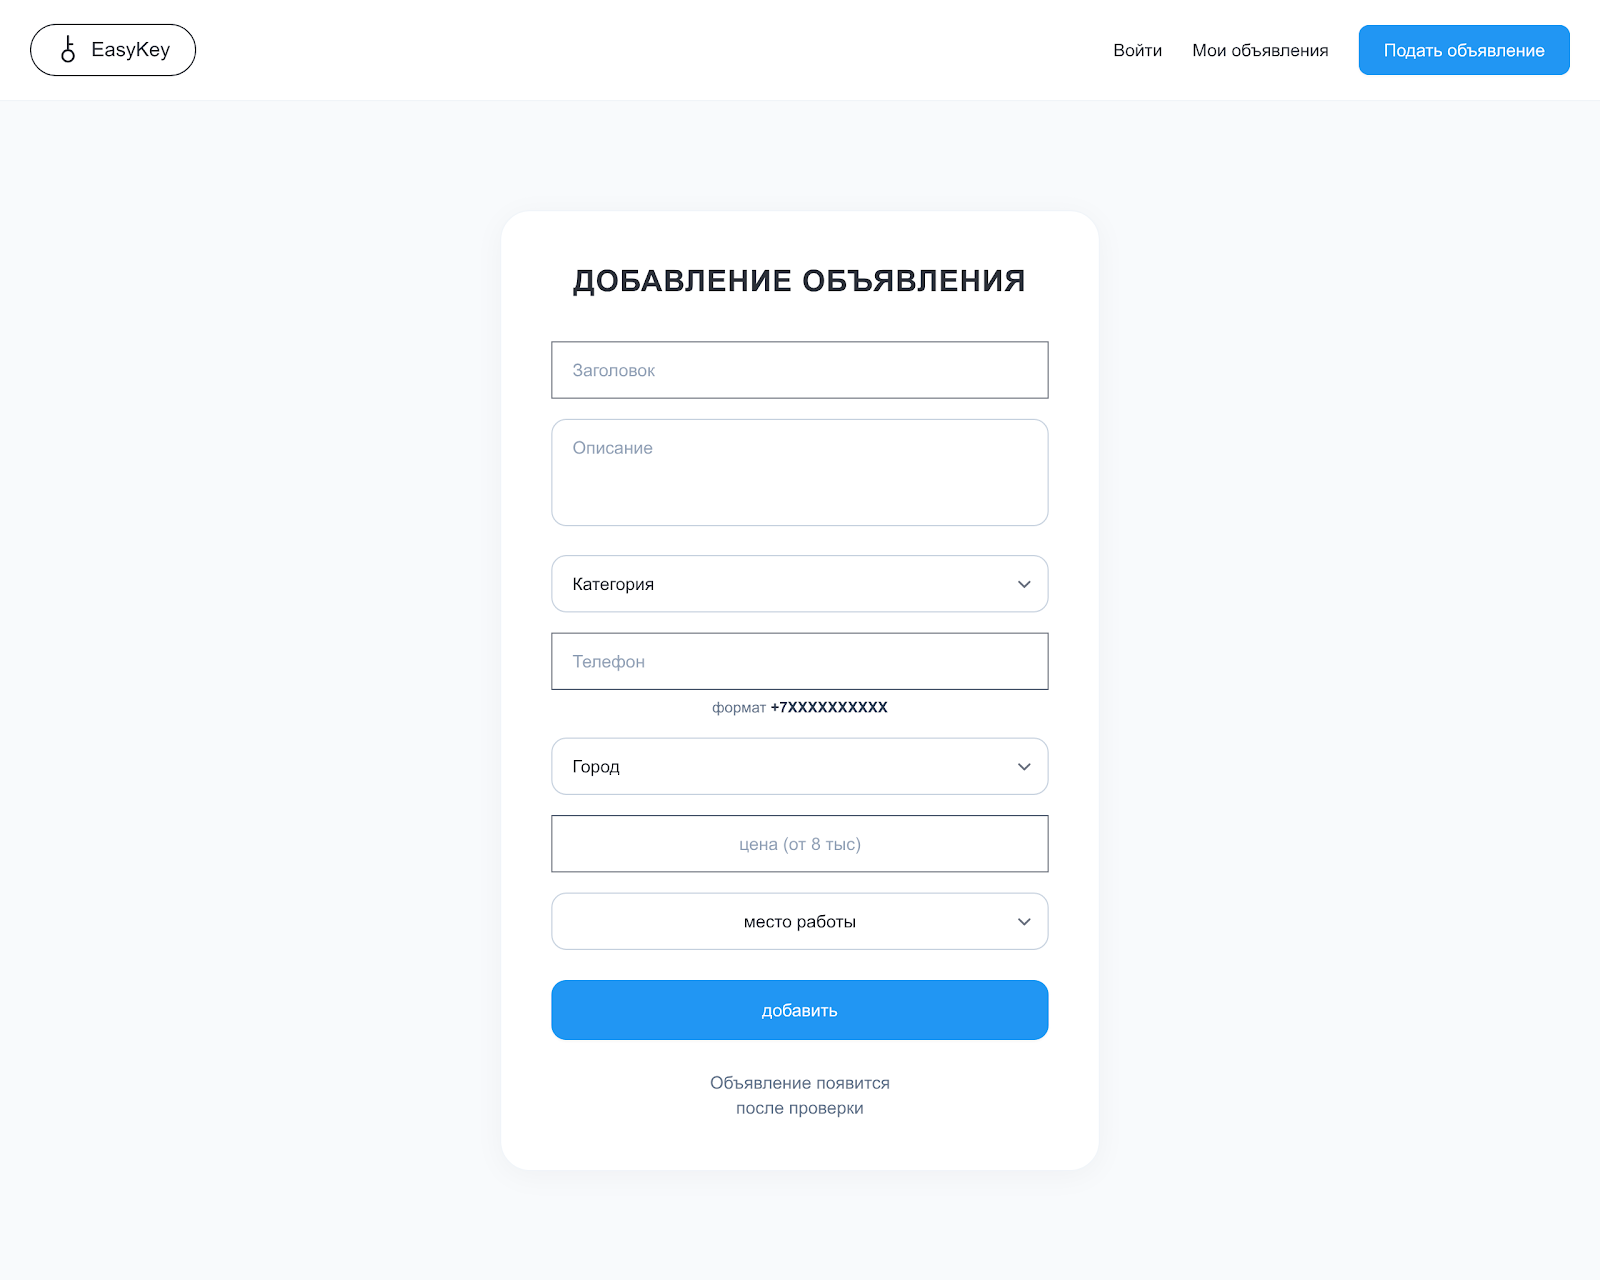 EasyKey
Войти
Мои объявления
Подать объявление
ДОБАВЛЕНИЕ ОБЪЯВЛЕНИЯ
Заголовок
Описание
Категория
Телефон
формат +7XXXXXXXXXX
Город
цена (от 8 тыс)
место работы
добавить
Объявление появится
после проверки